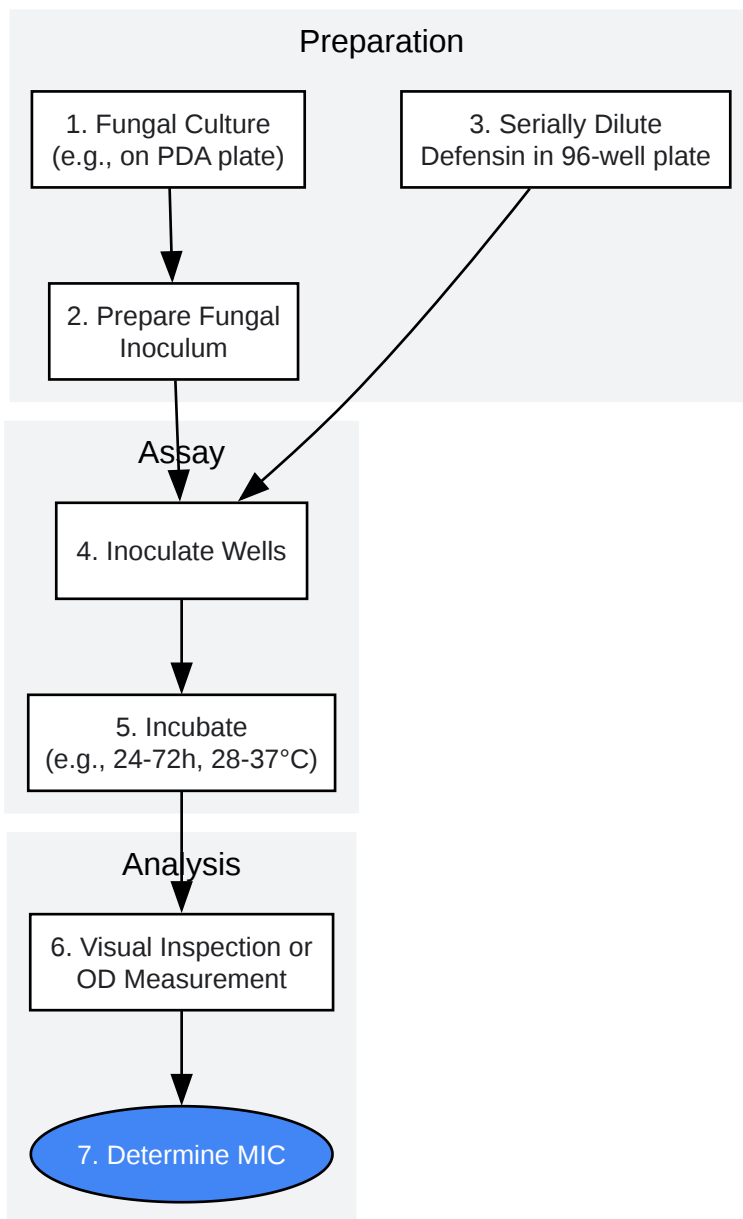 Preparation
1. Fungal Culture
(e.g., on PDA plate)
3. Serially Dilute
Defensin in 96-well plate
2. Prepare Fungal
Inoculum
Assay
4. Inoculate Wells
5. Incubate
(e.g., 24-72h, 28-37°C)
Analysis
6. Visual Inspection or
OD Measurement
7. Determine MIC